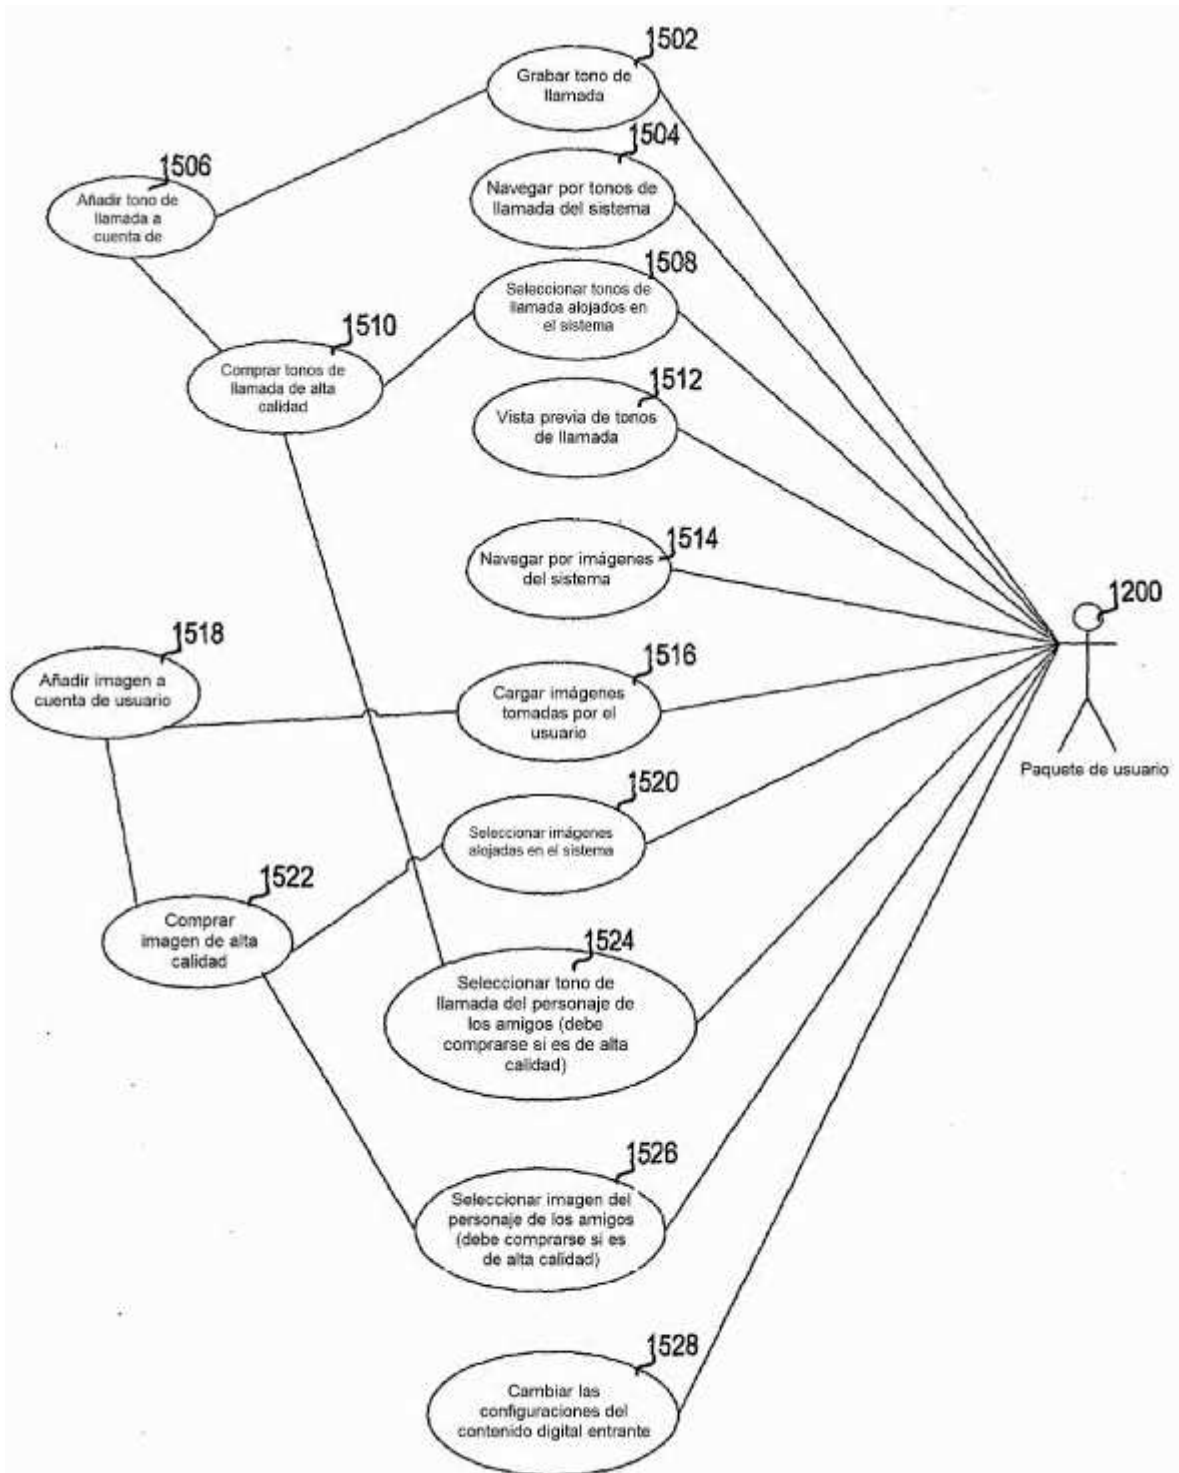 1502
Grabar tono de
llamada
1504
Navegar por tonos de
llamada del sistema
1506
Añadir tono de
llamada a
cuenta de
1508
Seleccionar tonos de
llamada alojados en
el sistema
1510
Comprar tonos de
llamada de alta
calidad
1512
Vista previa de tonos
de llamada
1514
Navegar por imágenes
del sistema
1200
Paquete de usuario
1518
Añadir imagen a
cuenta de usuario
1516
Cargar imágenes
tomadas por el
usuario
1520
Seleccionar imágenes
alojadas en el sistema
1522
Comprar
imagen de alta
calidad
1524
Seleccionar tono de
llamada del personaje de
los amigos (debe
comprarse si es de alta
calidad)
1526
Seleccionar imagen del
personaje de los amigos
(debe comprarse si es
de alta calidad)
1528
Cambiar las
configuraciones del
contenido digital entrante